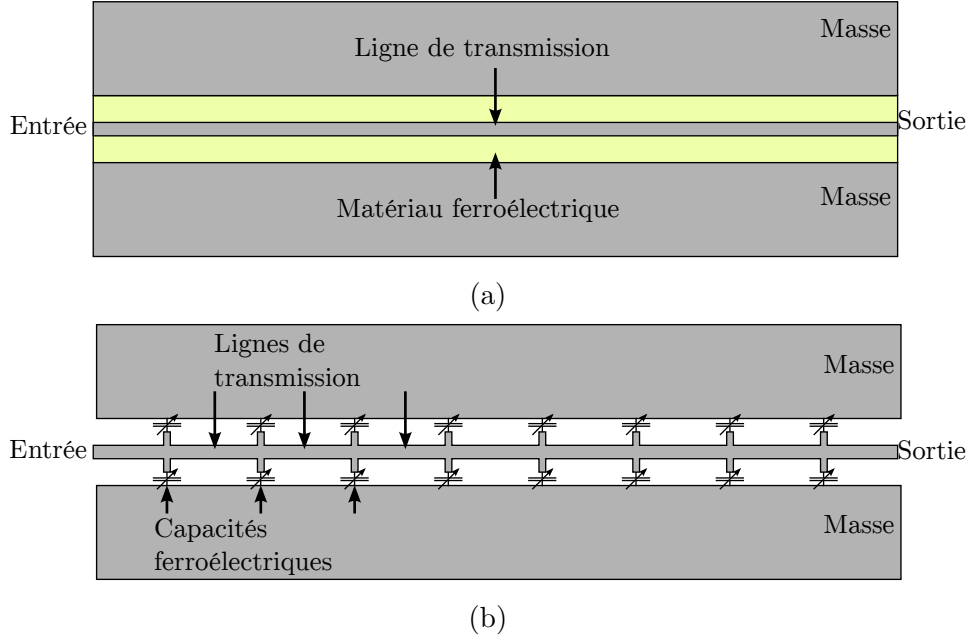 Masse
Ligne de transmission
Entrée
Sortie
Matériau ferroélectrique
Masse
(a)
Lignes de
transmission
Masse
Entrée
Sortie
Capacités
ferroélectriques
Masse
(b)